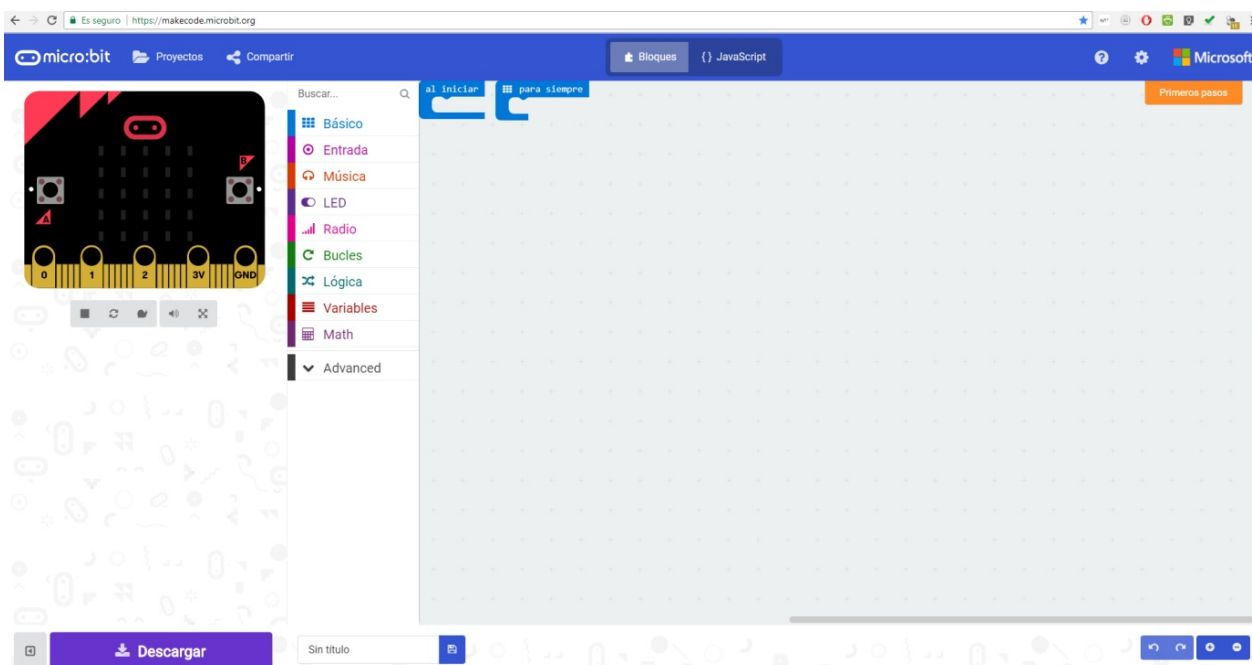 Es seguro | https://makecode.microbit.org
micro:bit Proyectos Compartir Bloques {} JavaScript Microsoft
Buscar...
al iniciar
para siempre
Primeros pasos
Básico
Entrada
Música
LED
Radio
Bucles
Lógica
Variables
Math
Advanced
B
A
0 1 2 3V GND
Descargar
Sin título